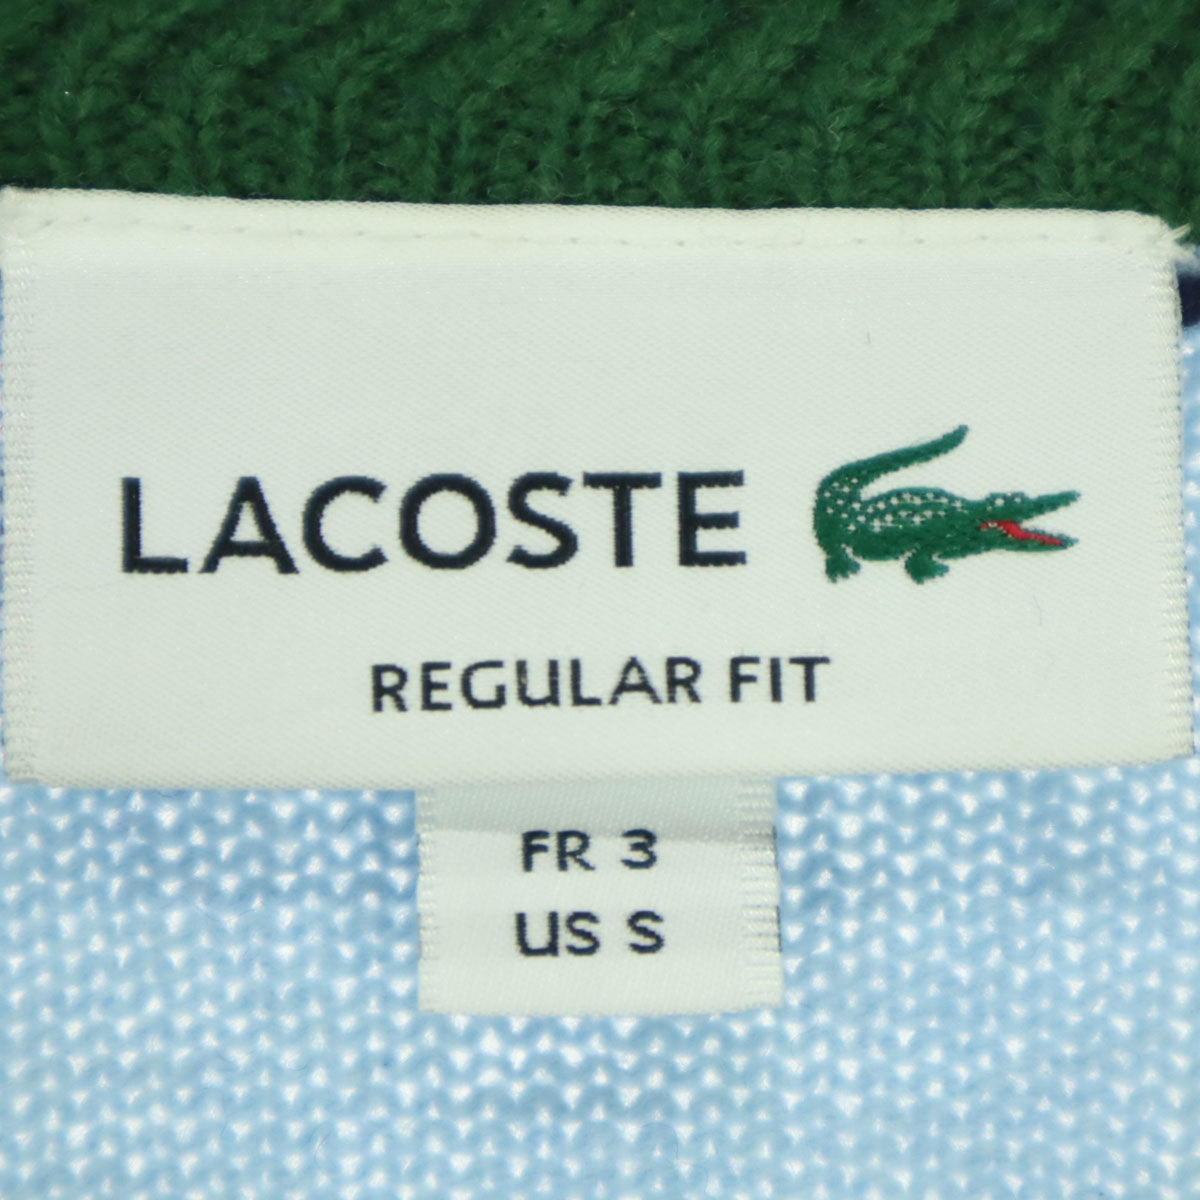 LACOSTE
REGULAR FIT
FR 3
US S